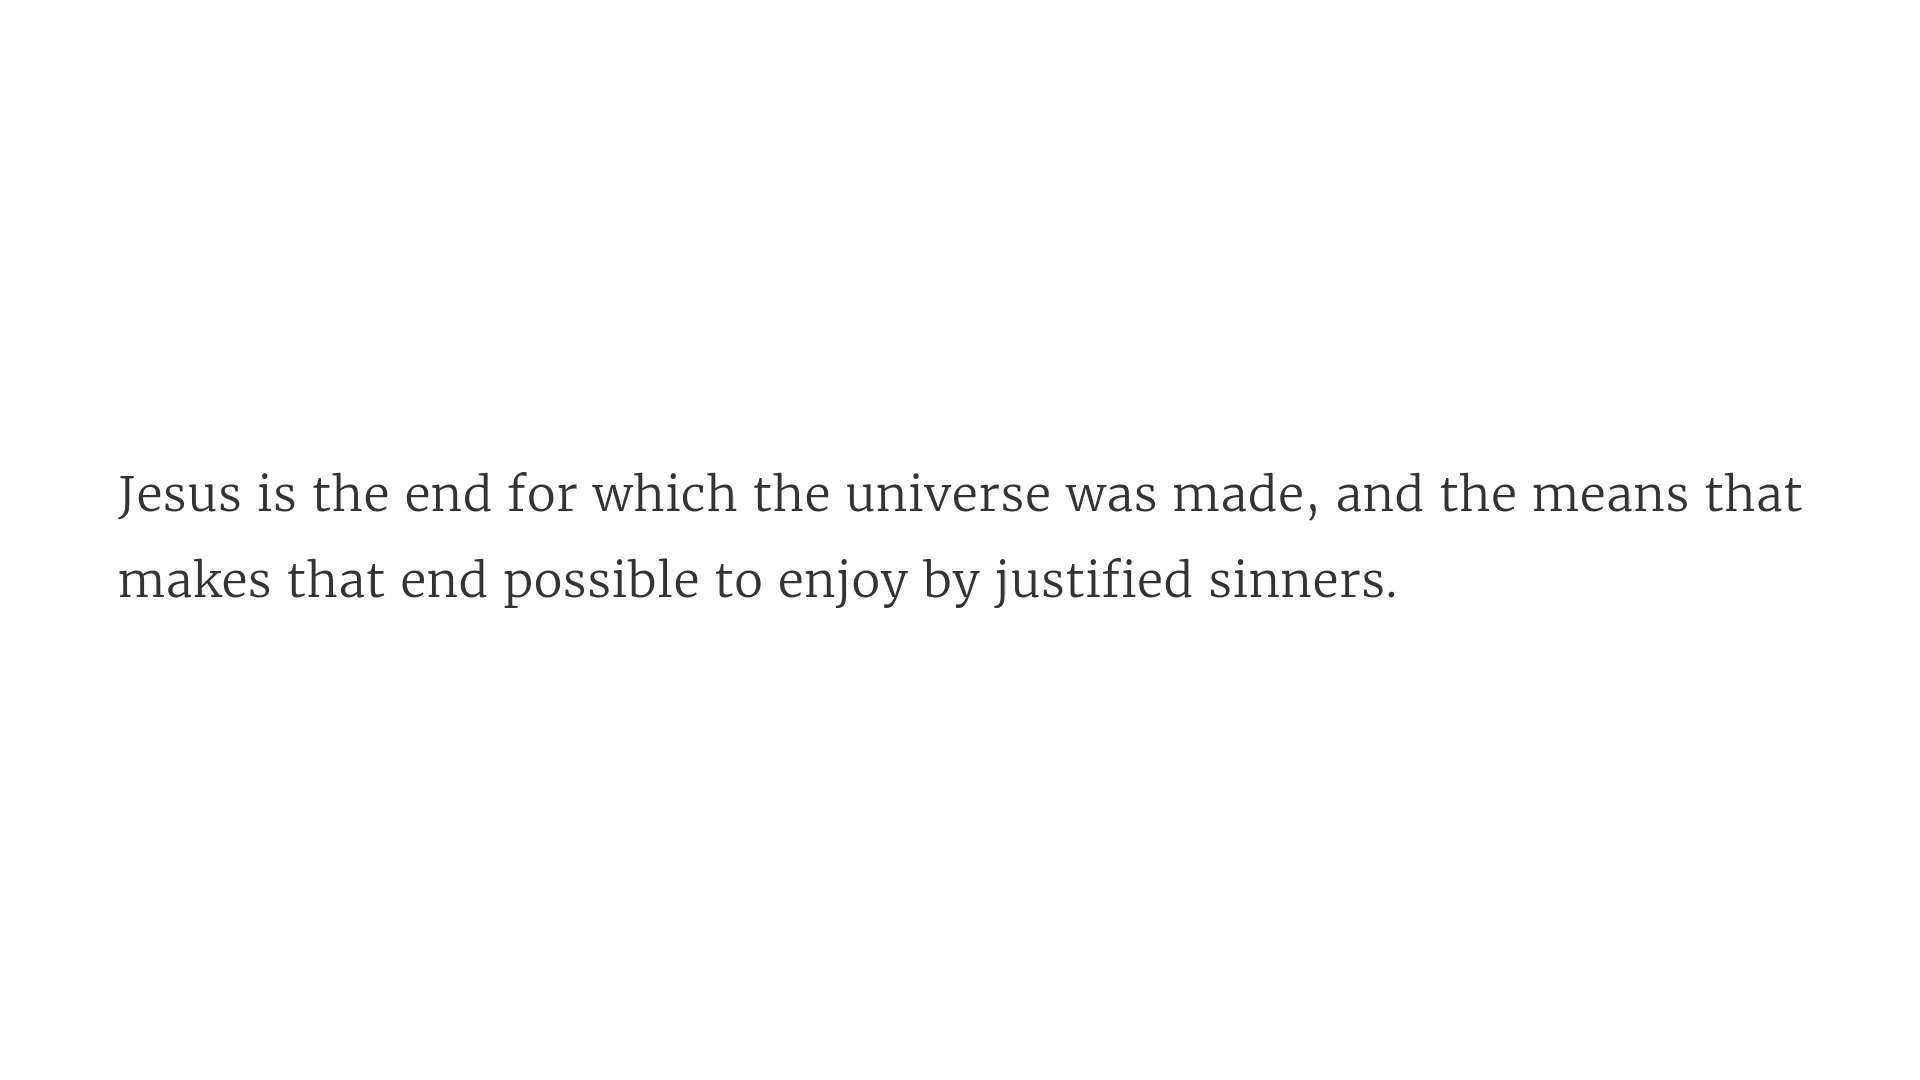 Jesus is the end for which the universe was made, and the means that
makes that end possible to enjoy by justified sinners.